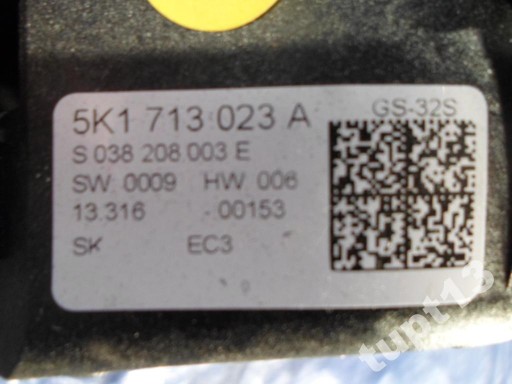 5K1 713 023 A GS-32S
S 038 208 003 E
SW 0009 HW 006
13.316 00153
SK EC3
tupt13